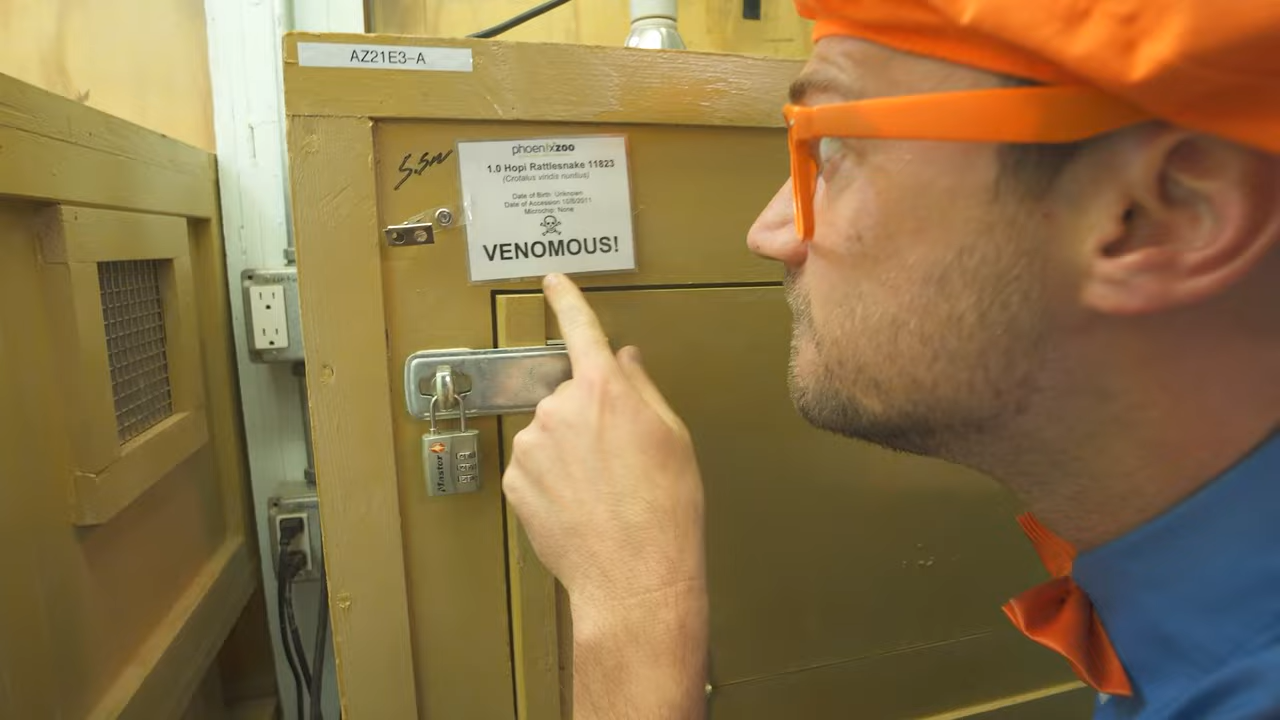 AZ21E3-A
S.SW
phoenixzoo
1.0 Hopi Rattlesnake 11823
(Crotalus viridis nuntius)
Date of Birth: Unknown
Date of Accession: 10/5/2011
Microchip: None
VENOMOUS!
Master